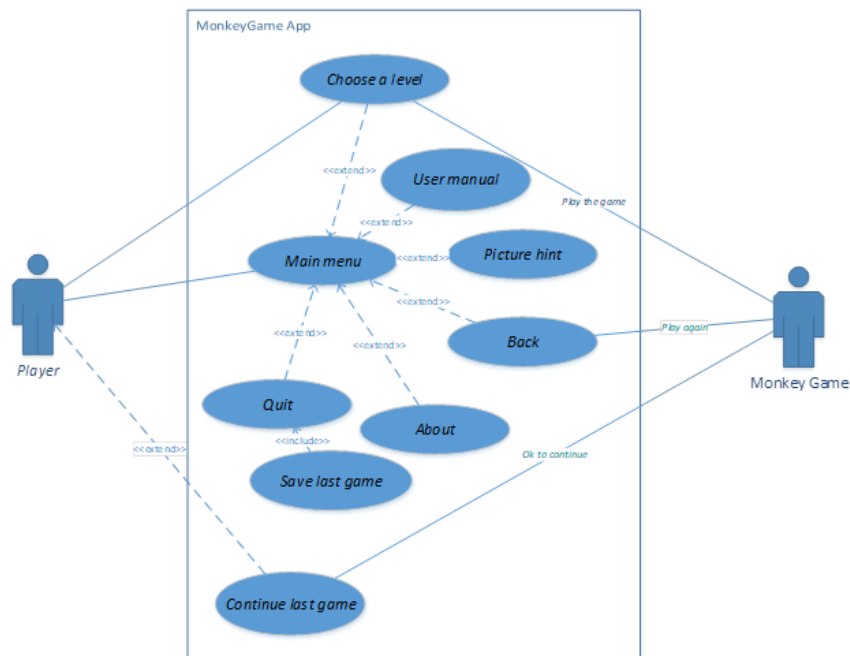 MonkeyGame App
Choose a level
<<extend>>
User manual
Play the game
<<extend>>
Main menu
<<extend>>
Picture hint
<<extend>>
Play again
Back
<<extend>>
<<extend>>
Player
Monkey Game
Quit
About
<<include>>
<<extend>>
Ok to continue
Save last game
Continue last game